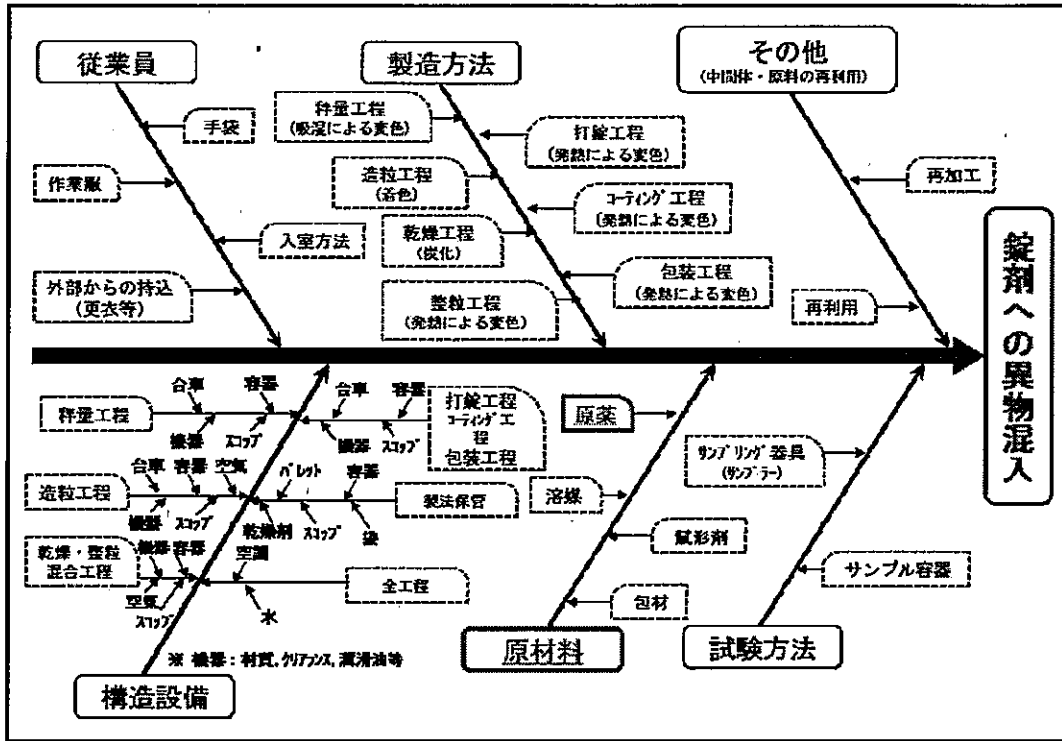 従業員
製造方法
その他
(中間体・原料の再利用)
手袋
作業服
入室方法
外部からの持込
(更衣等)
秤量工程
(吸湿による変色)
打錠工程
(発熱による変色)
造粒工程
(着色)
コーティング工程
(発熱による変色)
乾燥工程
(炭化)
包装工程
(発熱による変色)
整粒工程
(発熱による変色)
再加工
再利用
錠剤への異物混入
秤量工程
台車
容器
機器
スコップ
台車
容器
機器
スコップ
打錠工程
コーティング工
程
包装工程
造粒工程
台車
容器
空気
機器
スコップ
パレット
容器
乾燥剤
スコップ
袋
製法保管
乾燥・整粒
混合工程
機器
容器
空気
スコップ
空調
水
全工程
※ 機器:材質,クリアランス,潤滑油等
構造設備
原薬
溶媒
賦形剤
包材
原材料
サンプリング器具
(サンプラー)
サンプル容器
試験方法